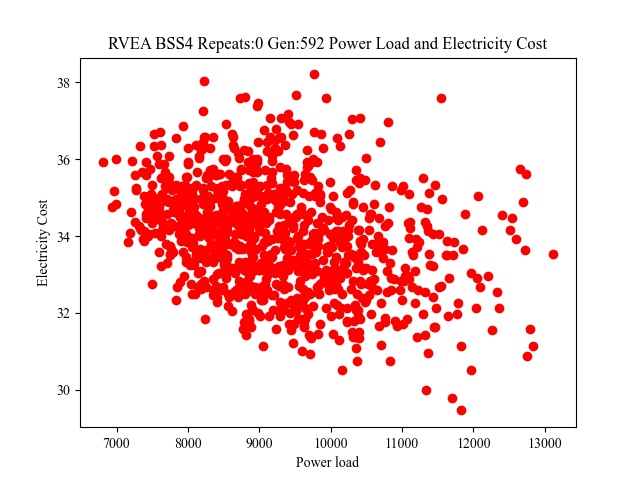 RVEA BSS4 Repeats:0 Gen:592 Power Load and Electricity Cost
38
36
34
32
30
Electricity Cost
7000 8000 9000 10000 11000 12000 13000
Power load